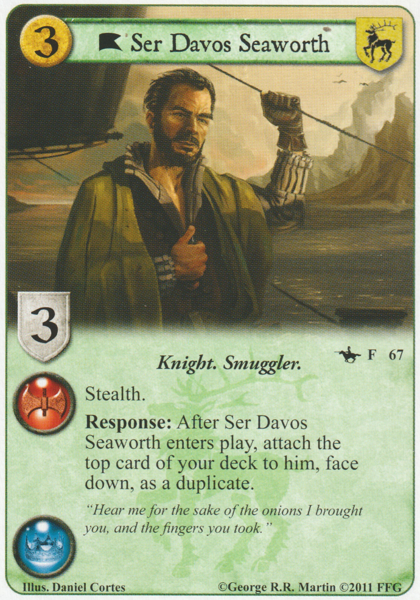 3
Ser Davos Seaworth
3
Knight. Smuggler.
F 67
Stealth.
Response: After Ser Davos
Seaworth enters play, attach the
top card of your deck to him, face
down, as a duplicate.
“Hear me for the sake of the onions I brought
you, and the fingers you took.”
Illus. Daniel Cortes
©George R.R. Martin ©2011 FFG